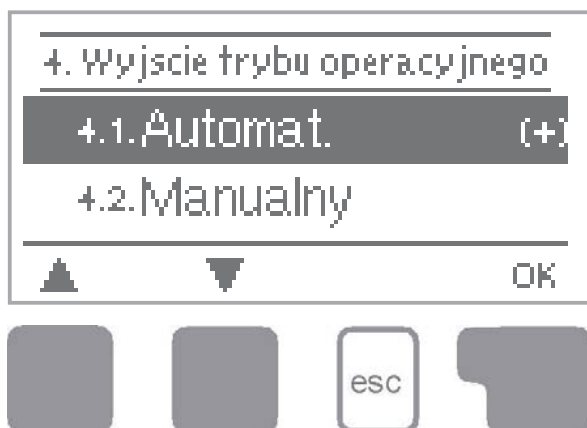 4. Wyjscie trybu operacyjnego
4.1. Automat. (+)
4.2. Manualny
OK
esc